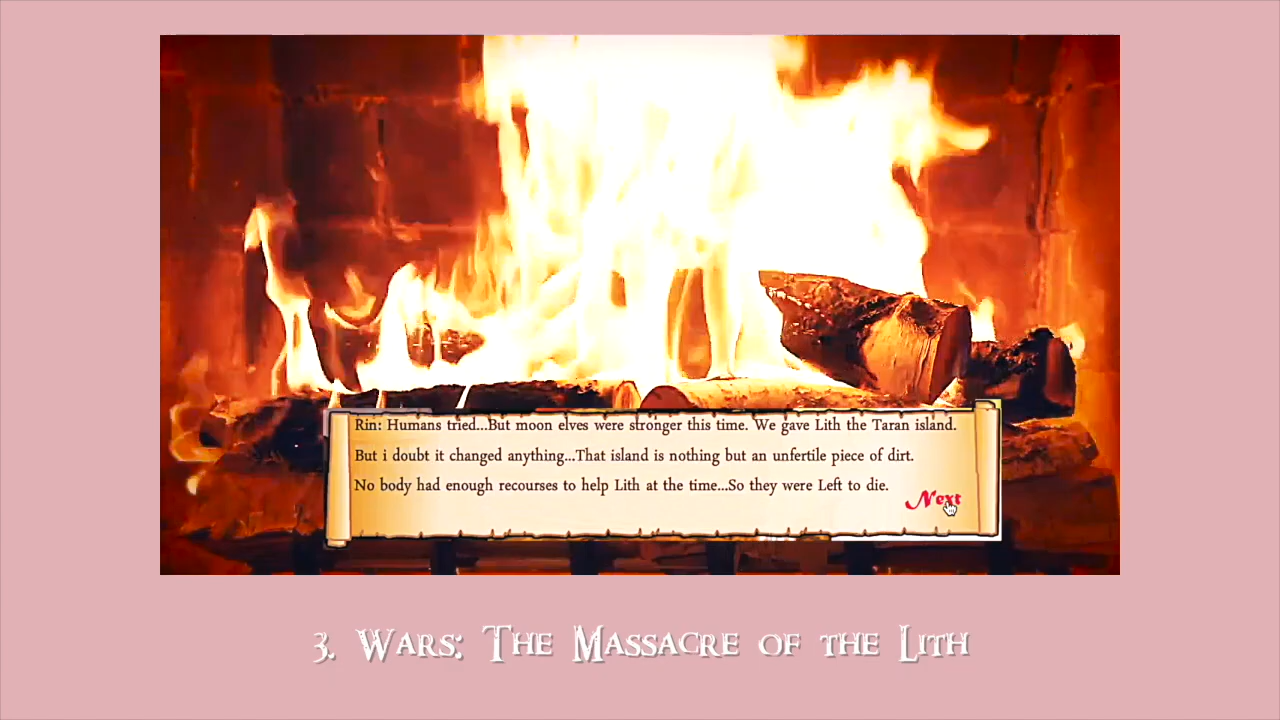 Rin: Humans tried...But moon elves were stronger this time. We gave Lith the Taran island.
But i doubt it changed anything...That island is nothing but an unfertile piece of dirt.
No body had enough recourses to help Lith at the time...So they were Left to die.
Next
3. Wars: The Massacre of the Lith